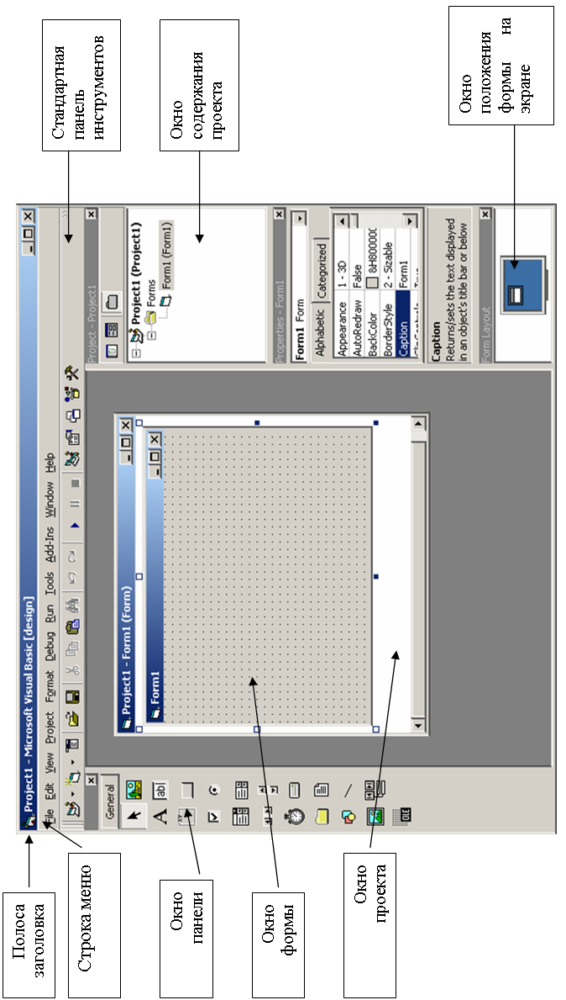 Стандартная
панель
инструментов
Окно
содержания
проекта
Окно
положения
формы на
экране
Project1 - Microsoft Visual Basic [design]
File Edit View Project Format Debug Run Tools Add-Ins Window Help
General
Project1 - Form1 (Form)
Form1
Project - Project1
Project1 (Project1)
Forms
Form1 (Form1)
Properties - Form1
Form1 Form
Alphabetic Categorized
Appearance 1 - 3D
AutoRedraw False
BackColor &H800000
BorderStyle 2 - Sizable
Caption Form1
Caption
Returns/sets the text displayed
in an object's title bar or below
Form Layout
A
abl
XY
OLE
Полоса
заголовка
Строка меню
Окно
панели
Окно
формы
Окно
проекта